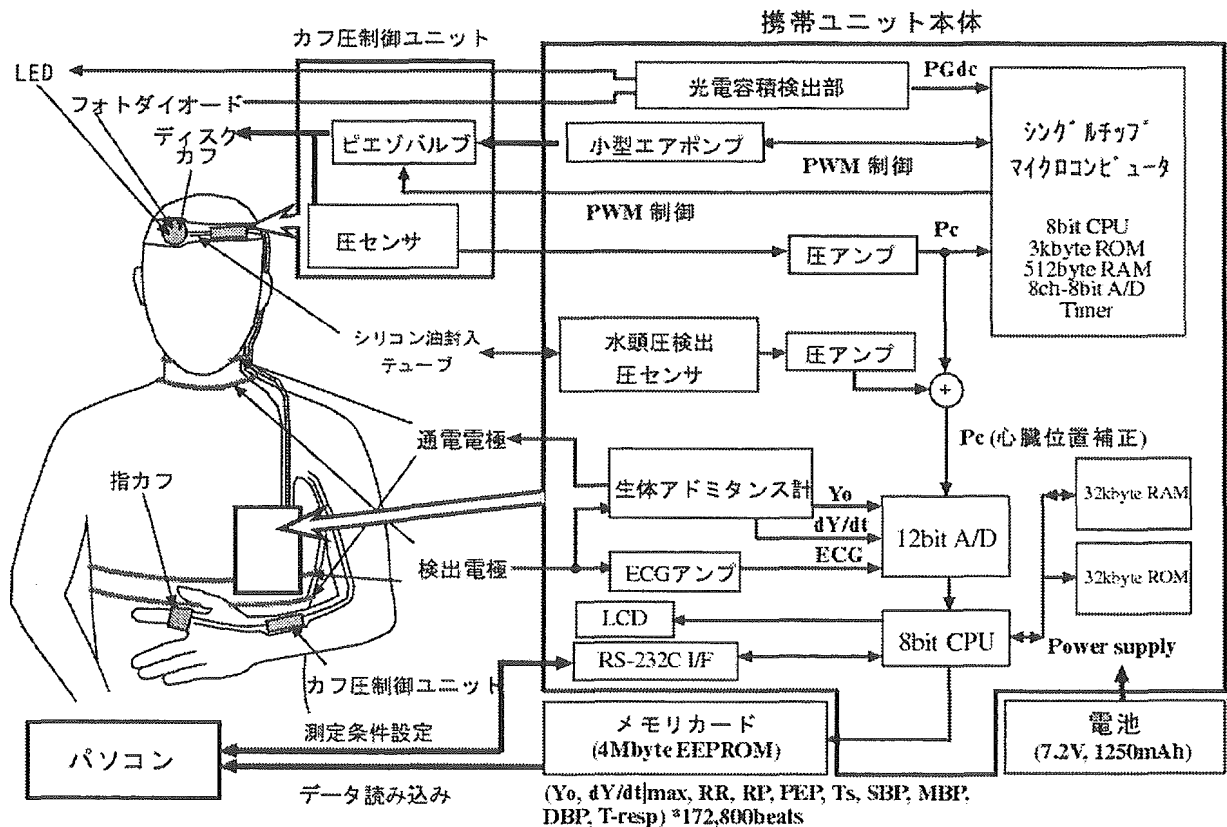 携帯ユニット本体
カフ圧制御ユニット
LED
フォトダイオード
ディスク
カフ
ピエゾバルブ
圧センサ
光電容積検出部
PGdc
小型エアポンプ
PWM 制御
PWM 制御
シングルチップ
マイクロコンピュータ
8bit CPU
3kbyte ROM
512byte RAM
8ch-8bit A/D
Timer
圧アンプ
Pc
シリコン油封入
テューブ
水頭圧検出
圧センサ
圧アンプ
+
Pc (心臓位置補正)
通電電極
生体アドミタンス計
Yo
dY/dt
ECG
12bit A/D
32kbyte RAM
32kbyte ROM
指カフ
検出電極
ECGアンプ
LCD
8bit CPU
RS-232C I/F
Power supply
カフ圧制御ユニット
測定条件設定
パソコン
データ読み込み
メモリカード
(4Mbyte EEPROM)
電池
(7.2V, 1250mAh)
(Yo, dY/dt|max, RR, RP, PEP, Ts, SBP, MBP,
DBP, T-resp) *172,800beats